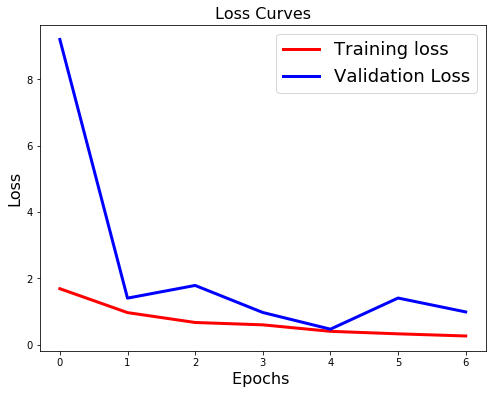 Loss Curves
Training loss
Validation Loss
Loss
8
6
4
2
0
0 1 2 3 4 5 6
Epochs